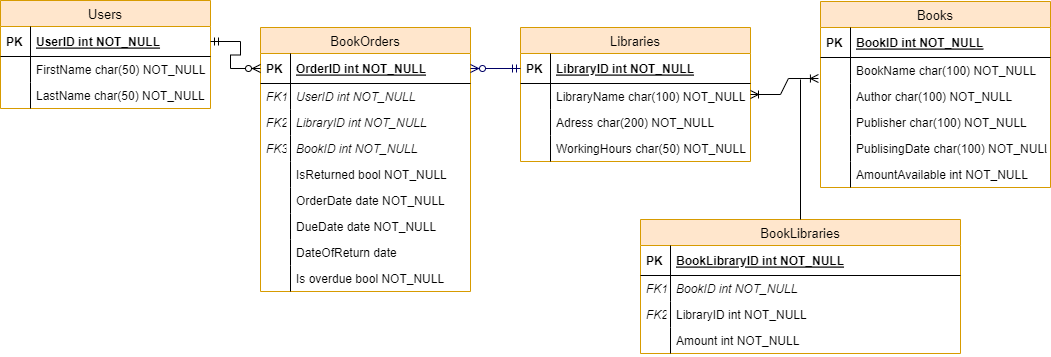 Users
PK UserID int NOT_NULL
FirstName char(50) NOT_NULL
LastName char(50) NOT_NULL
BookOrders
PK OrderID int NOT_NULL
FK1 UserID int NOT_NULL
FK2 LibraryID int NOT_NULL
FK3 BookID int NOT_NULL
IsReturned bool NOT_NULL
OrderDate date NOT_NULL
DueDate date NOT_NULL
DateOfReturn date
Is overdue bool NOT_NULL
Libraries
PK LibraryID int NOT_NULL
LibraryName char(100) NOT_NULL
Adress char(200) NOT_NULL
WorkingHours char(50) NOT_NULL
Books
PK BookID int NOT_NULL
BookName char(100) NOT_NULL
Author char(100) NOT_NULL
Publisher char(100) NOT_NULL
PublisingDate char(100) NOT_NULL
AmountAvailable int NOT_NULL
BookLibraries
PK BookLibraryID int NOT_NULL
FK1 BookID int NOT_NULL
FK2 LibraryID int NOT_NULL
Amount int NOT_NULL